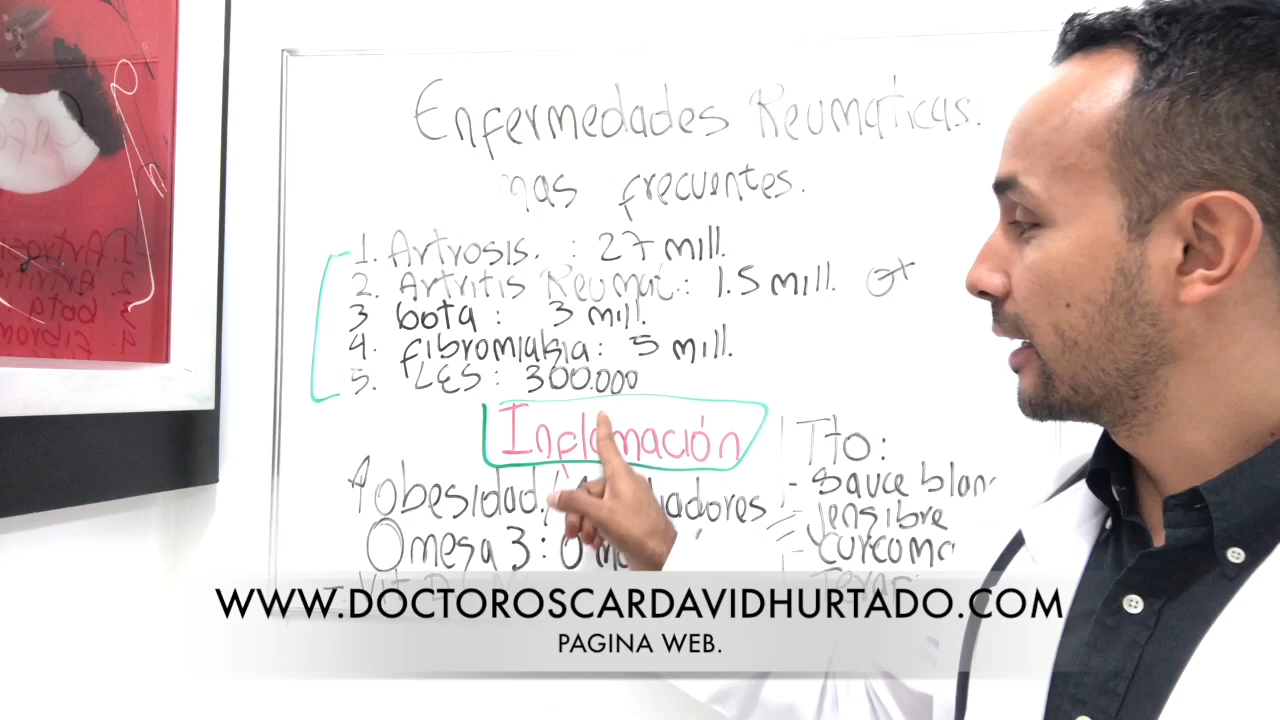 Enfermedades Reumaticas.
mas frecuentes.
1. Artrosis. : 27 mill.
2. Artritis Reumat.: 1.5 mill.
3 Gota : 3 mill.
4. fibromialgia: 5 mill.
5. LES: 300.000
Inflamación
obesidad
Omega 3:
Tto:
- Sauce blan
- Jengibre
- curcuma
WWW.DOCTOROSCARDAVIDHURTADO.COM
PAGINA WEB.